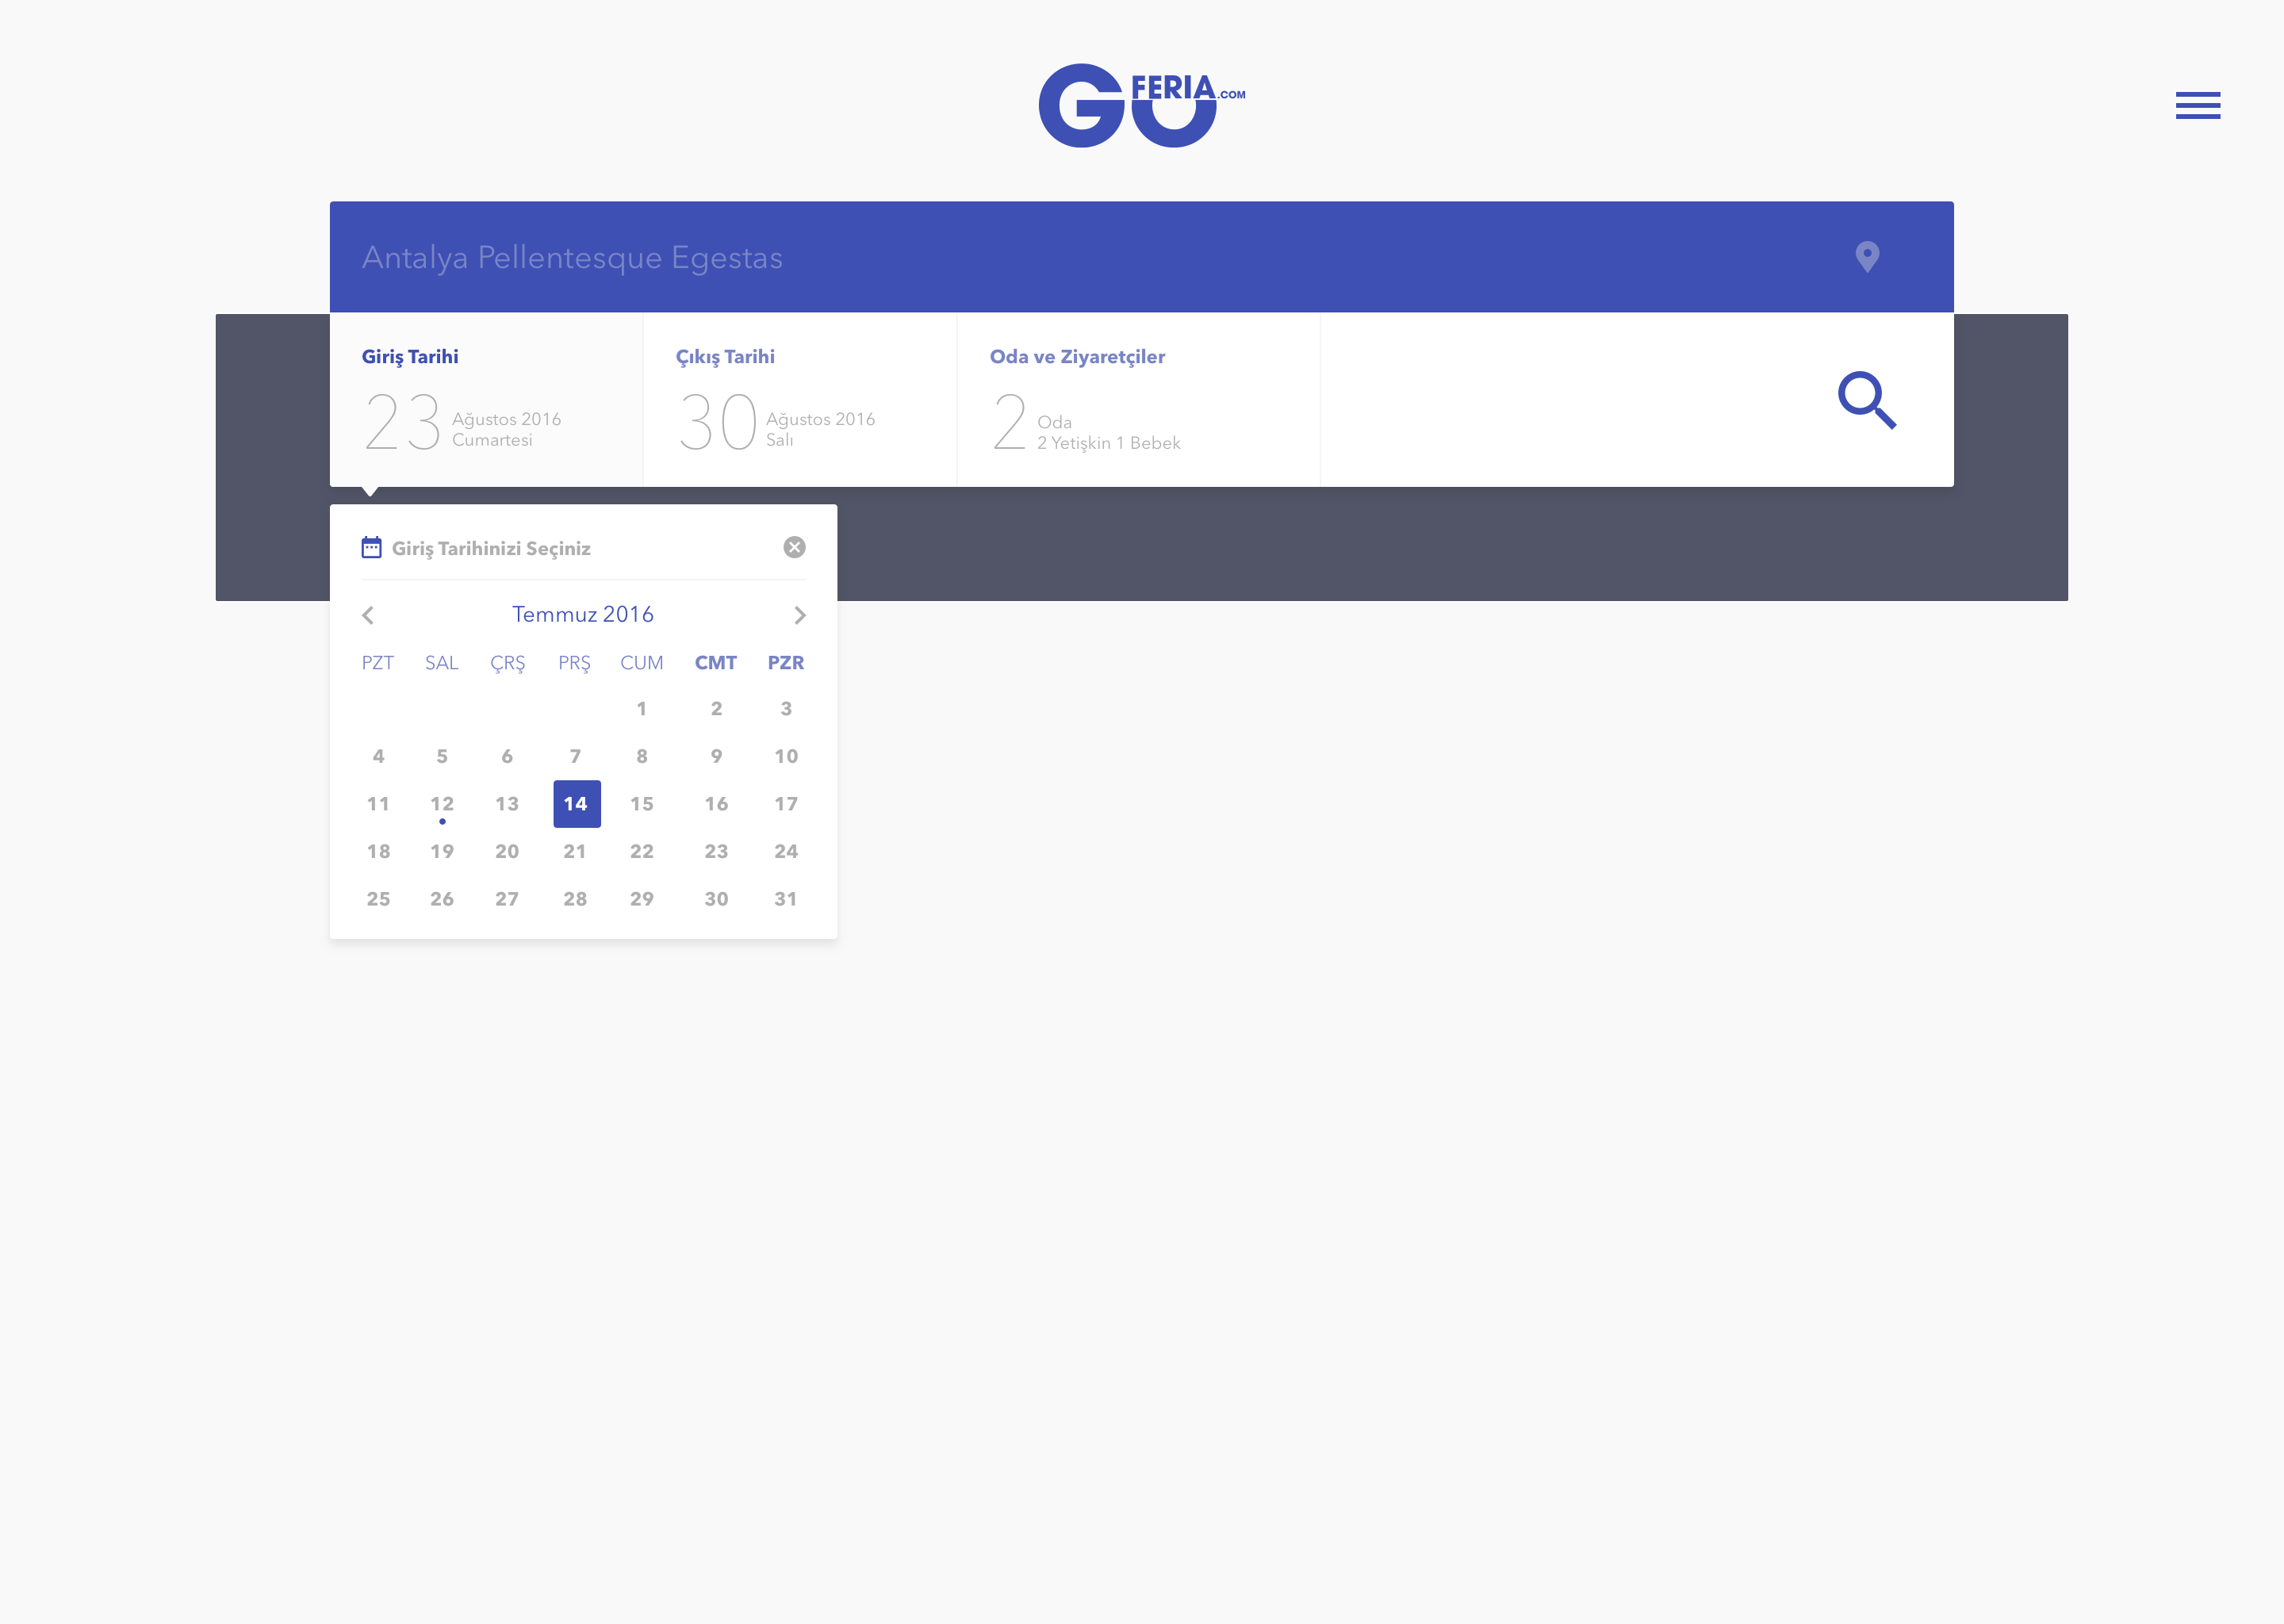 GO FERIA.COM
Antalya Pellentesque Egestas
Giriş Tarihi
23 Ağustos 2016
Cumartesi
Çıkış Tarihi
30 Ağustos 2016
Salı
Oda ve Ziyaretçiler
2 Oda
2 Yetişkin 1 Bebek
Giriş Tarihinizi Seçiniz
Temmuz 2016
PZT SAL ÇRŞ PRŞ CUM CMT PZR
1 2 3
4 5 6 7 8 9 10
11 12 13 14 15 16 17
18 19 20 21 22 23 24
25 26 27 28 29 30 31